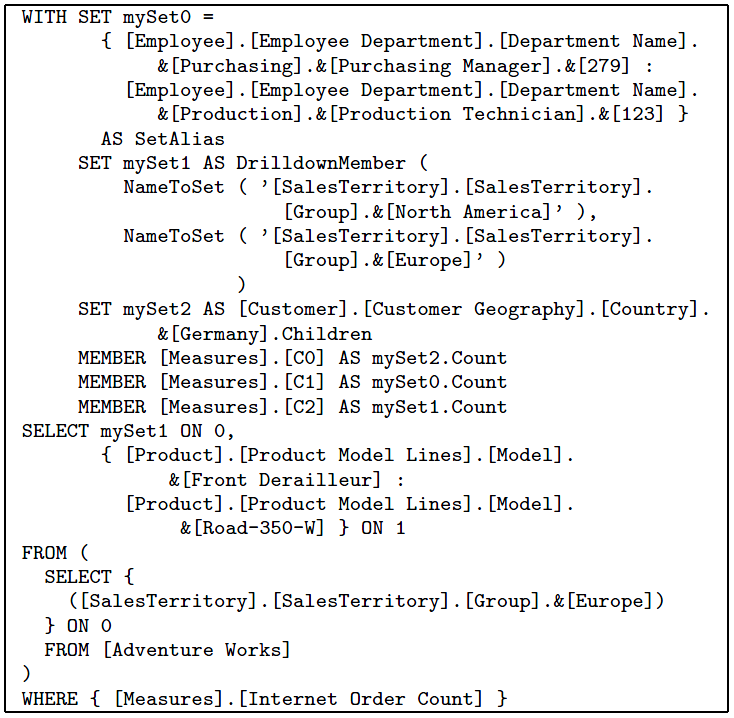 WITH SET mySet0 =
{ [Employee].[Employee Department].[Department Name].
&[Purchasing].&[Purchasing Manager].&[279] :
[Employee].[Employee Department].[Department Name].
&[Production].&[Production Technician].&[123] }
AS SetAlias
SET mySet1 AS DrilldownMember (
NameToSet ( '[SalesTerritory].[SalesTerritory].
[Group].&[North America]' ),
NameToSet ( '[SalesTerritory].[SalesTerritory].
[Group].&[Europe]' )
)
SET mySet2 AS [Customer].[Customer Geography].[Country].
&[Germany].Children
MEMBER [Measures].[C0] AS mySet2.Count
MEMBER [Measures].[C1] AS mySet0.Count
MEMBER [Measures].[C2] AS mySet1.Count
SELECT mySet1 ON 0,
{ [Product].[Product Model Lines].[Model].
&[Front Derailleur] :
[Product].[Product Model Lines].[Model].
&[Road-350-W] } ON 1
FROM (
SELECT {
([SalesTerritory].[SalesTerritory].[Group].&[Europe])
} ON 0
FROM [Adventure Works]
)
WHERE { [Measures].[Internet Order Count] }